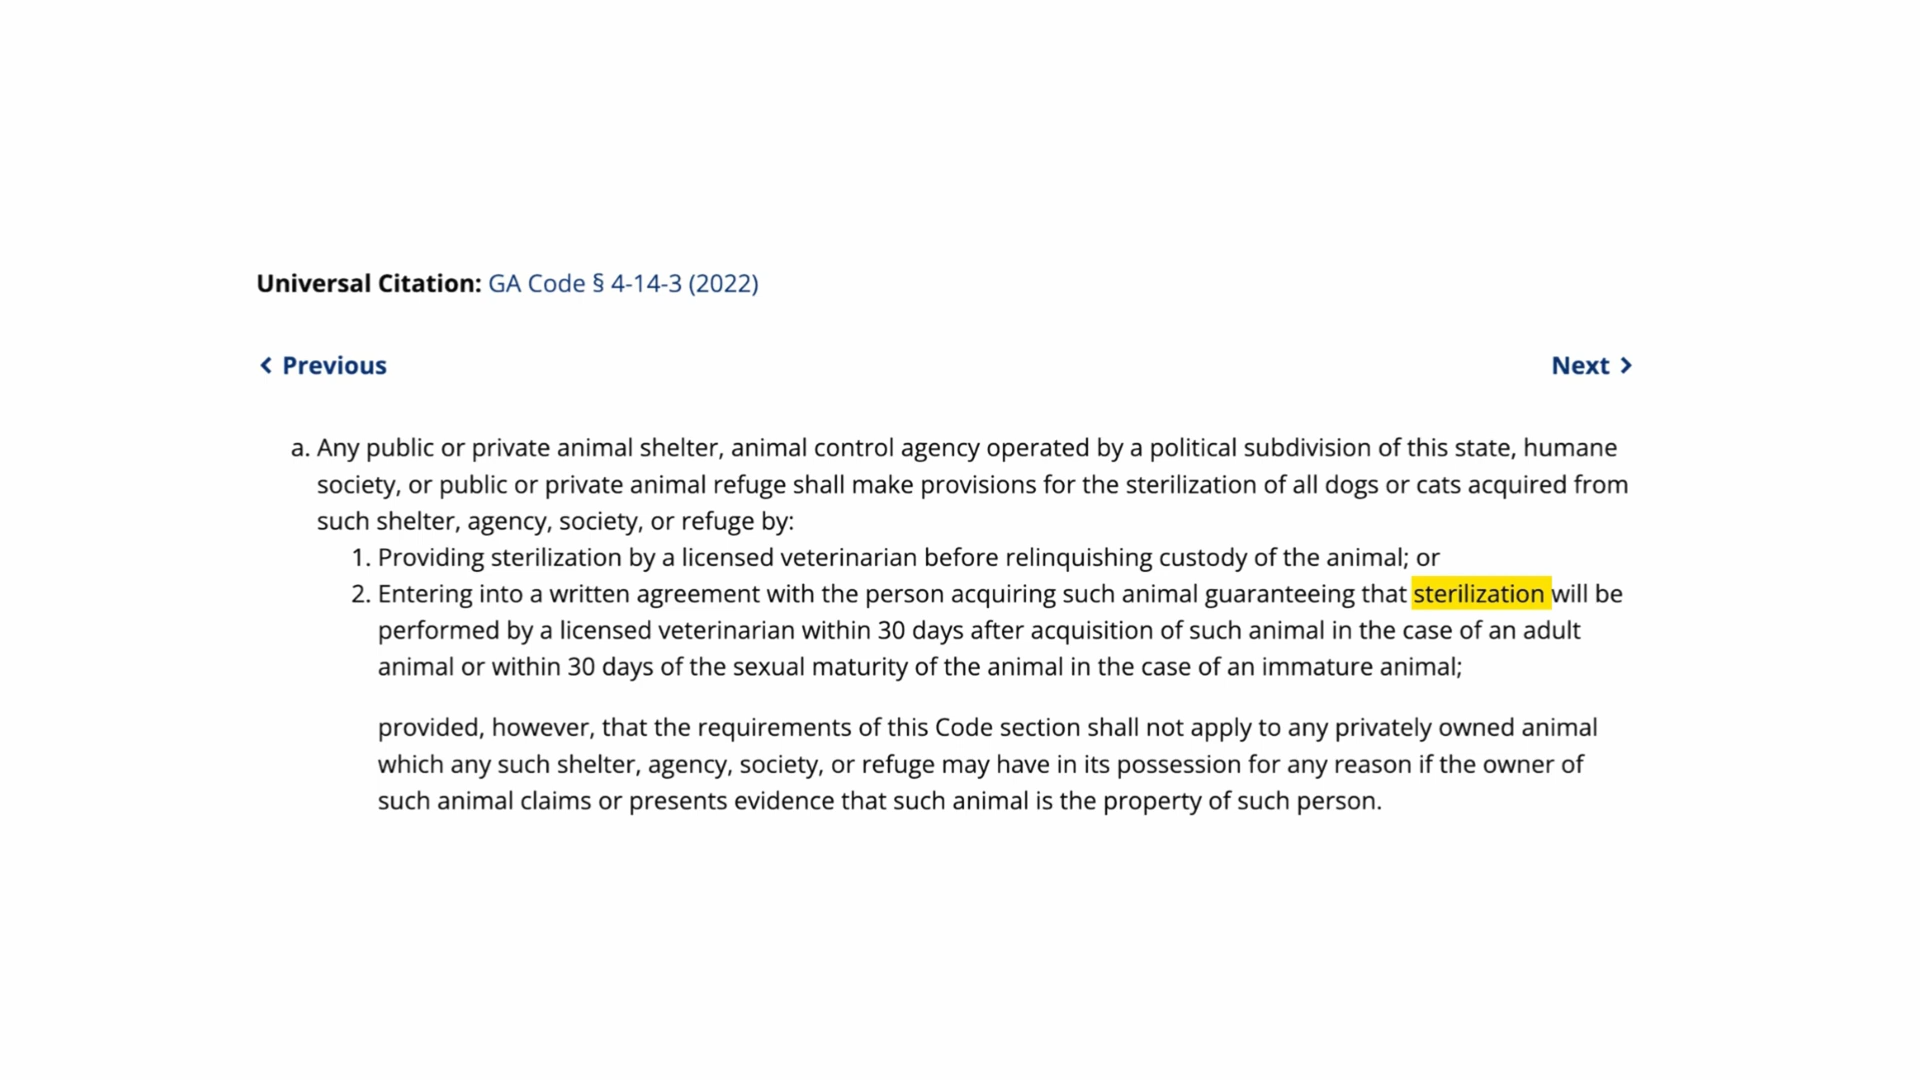 Universal Citation: GA Code § 4-14-3 (2022)
Previous
Next
a. Any public or private animal shelter, animal control agency operated by a political subdivision of this state, humane
society, or public or private animal refuge shall make provisions for the sterilization of all dogs or cats acquired from
such shelter, agency, society, or refuge by:
1. Providing sterilization by a licensed veterinarian before relinquishing custody of the animal; or
2. Entering into a written agreement with the person acquiring such animal guaranteeing that sterilization will be
performed by a licensed veterinarian within 30 days after acquisition of such animal in the case of an adult
animal or within 30 days of the sexual maturity of the animal in the case of an immature animal;
provided, however, that the requirements of this Code section shall not apply to any privately owned animal
which any such shelter, agency, society, or refuge may have in its possession for any reason if the owner of
such animal claims or presents evidence that such animal is the property of such person.